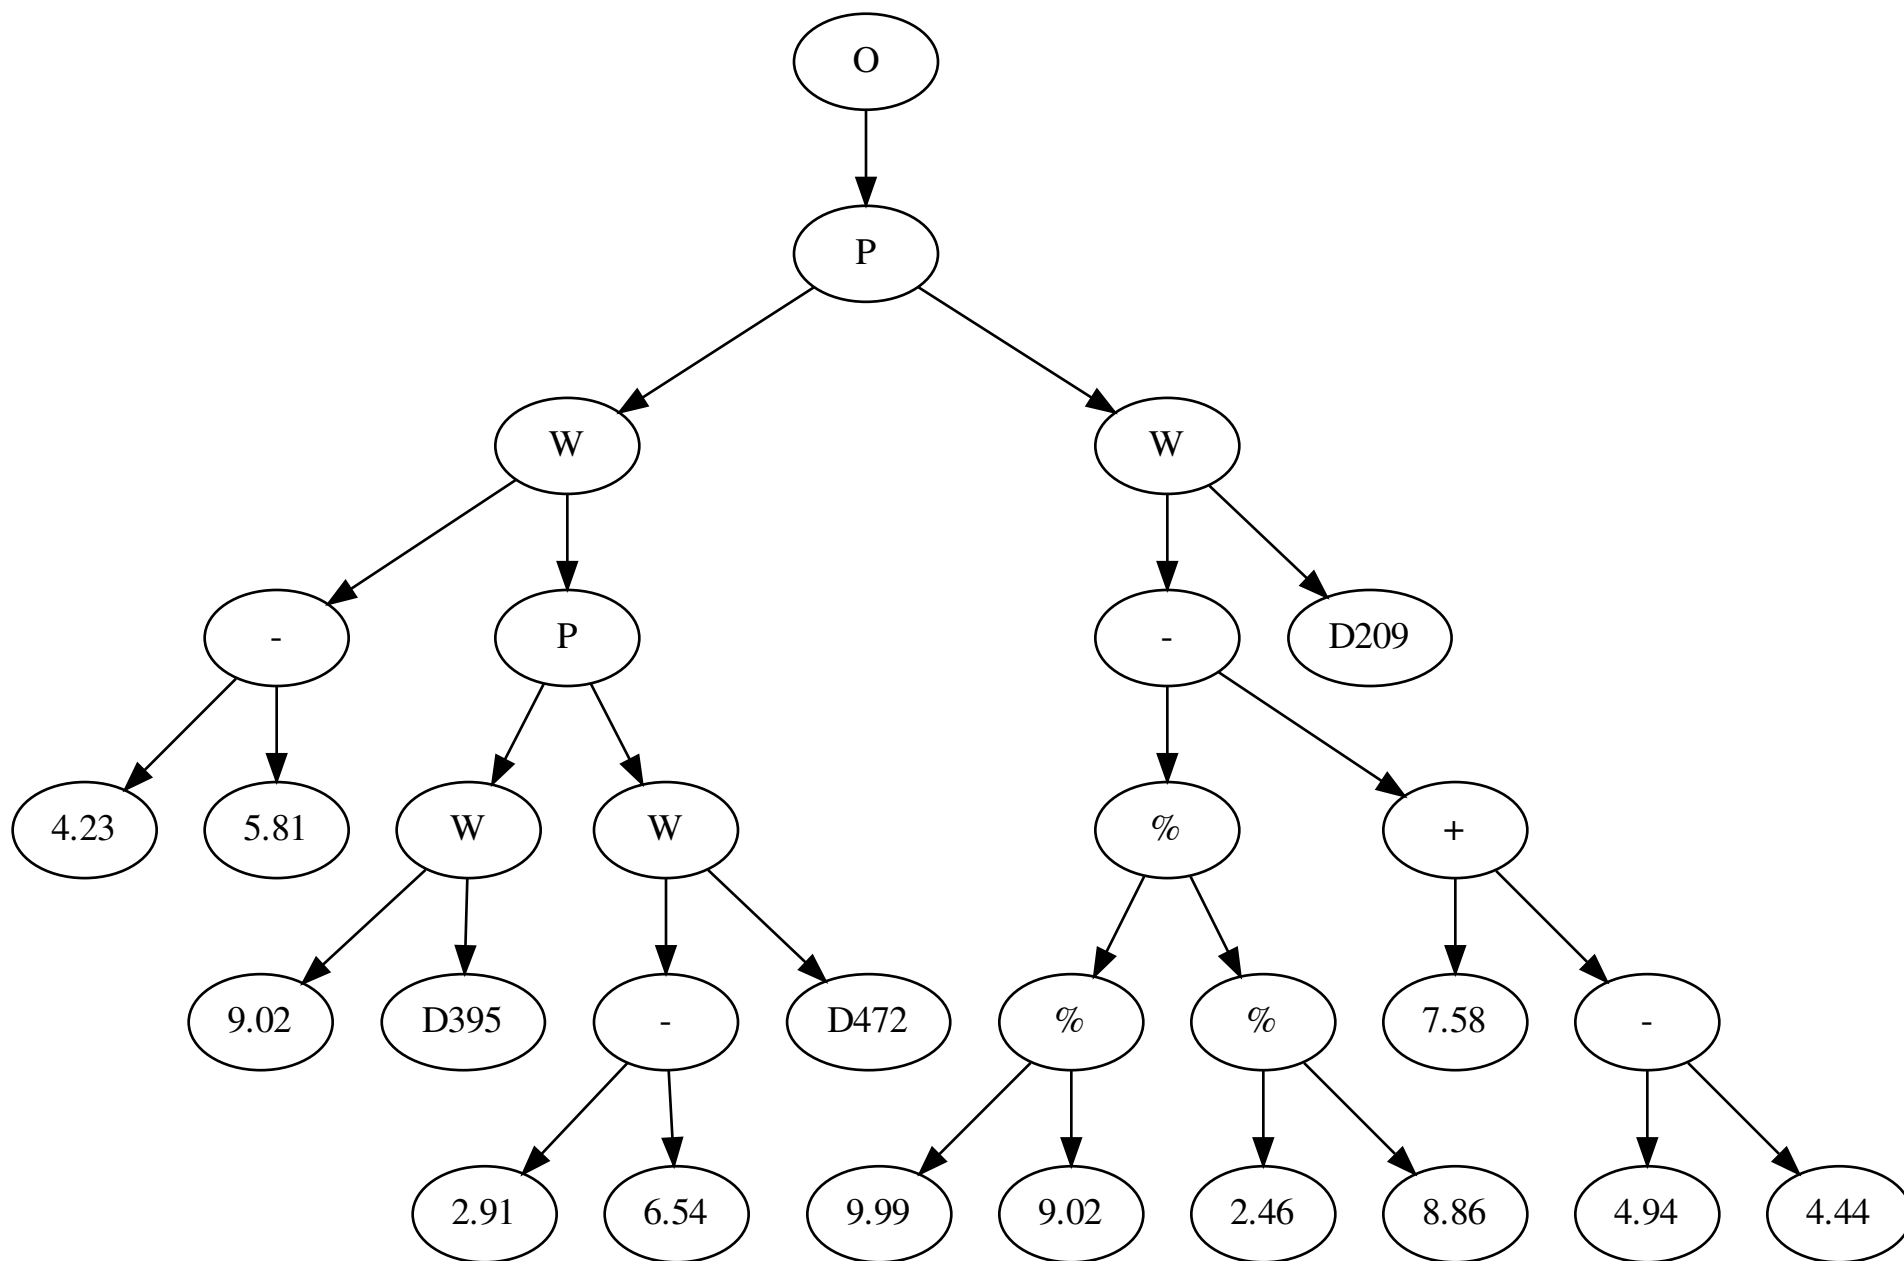 O
P
W W
- P - D209
4.23 5.81 W W % +
9.02 D395 - D472 % % 7.58 -
2.91 6.54 9.99 9.02 2.46 8.86 4.94 4.44